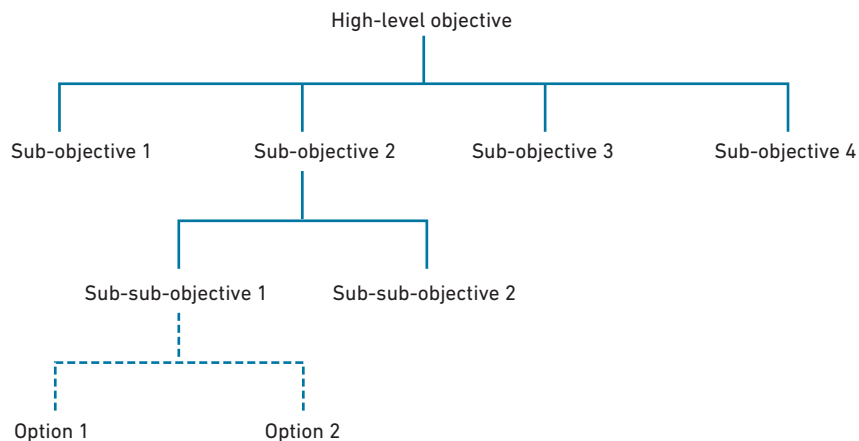 High-level objective
Sub-objective 1
Sub-objective 2
Sub-objective 3
Sub-objective 4
Sub-sub-objective 1
Sub-sub-objective 2
Option 1
Option 2